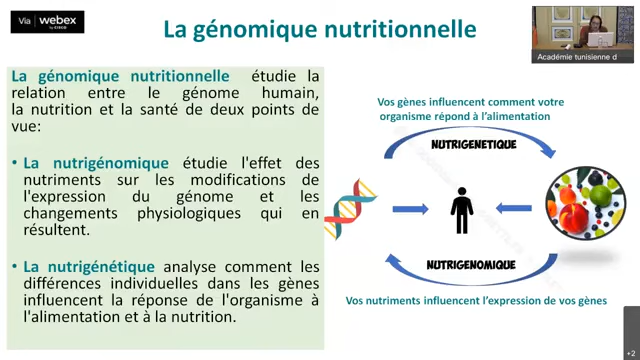 Via webex
by CISCO
La génomique nutritionnelle
Académie tunisienne d
La génomique nutritionnelle étudie la
relation entre le génome humain,
la nutrition et la santé de deux points de
vue:
• La nutrigénomique étudie l'effet des
nutriments sur les modifications de
l'expression du génome et les
changements physiologiques qui en
résultent.
• La nutrigénétique analyse comment les
différences individuelles dans les gènes
influencent la réponse de l'organisme à
l'alimentation et à la nutrition.
Vos gènes influencent comment votre
organisme répond à l'alimentation
NUTRIGENETIQUE
NUTRIGENOMIQUE
Vos nutriments influencent l'expression de vos gènes
+2